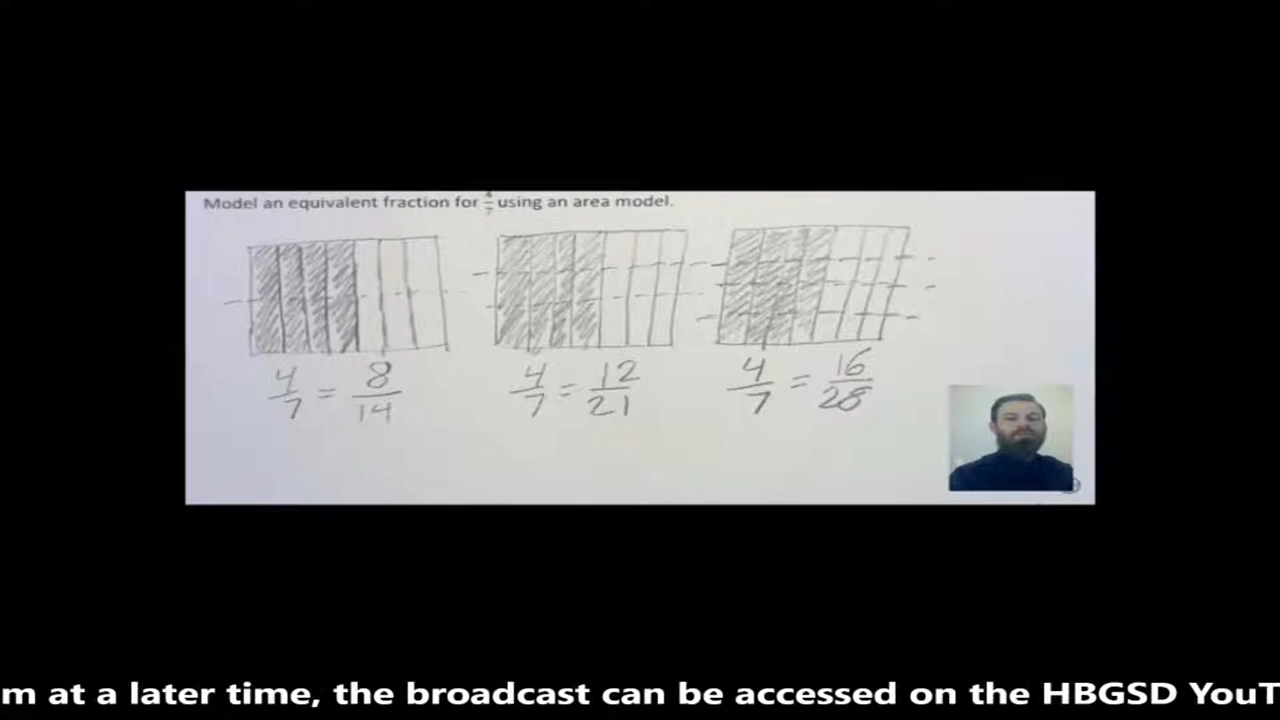 Model an equivalent fraction for 4/7 using an area model.
4/7 = 8/14
4/7 = 12/21
4/7 = 16/28
m at a later time, the broadcast can be accessed on the HBGSD YouT